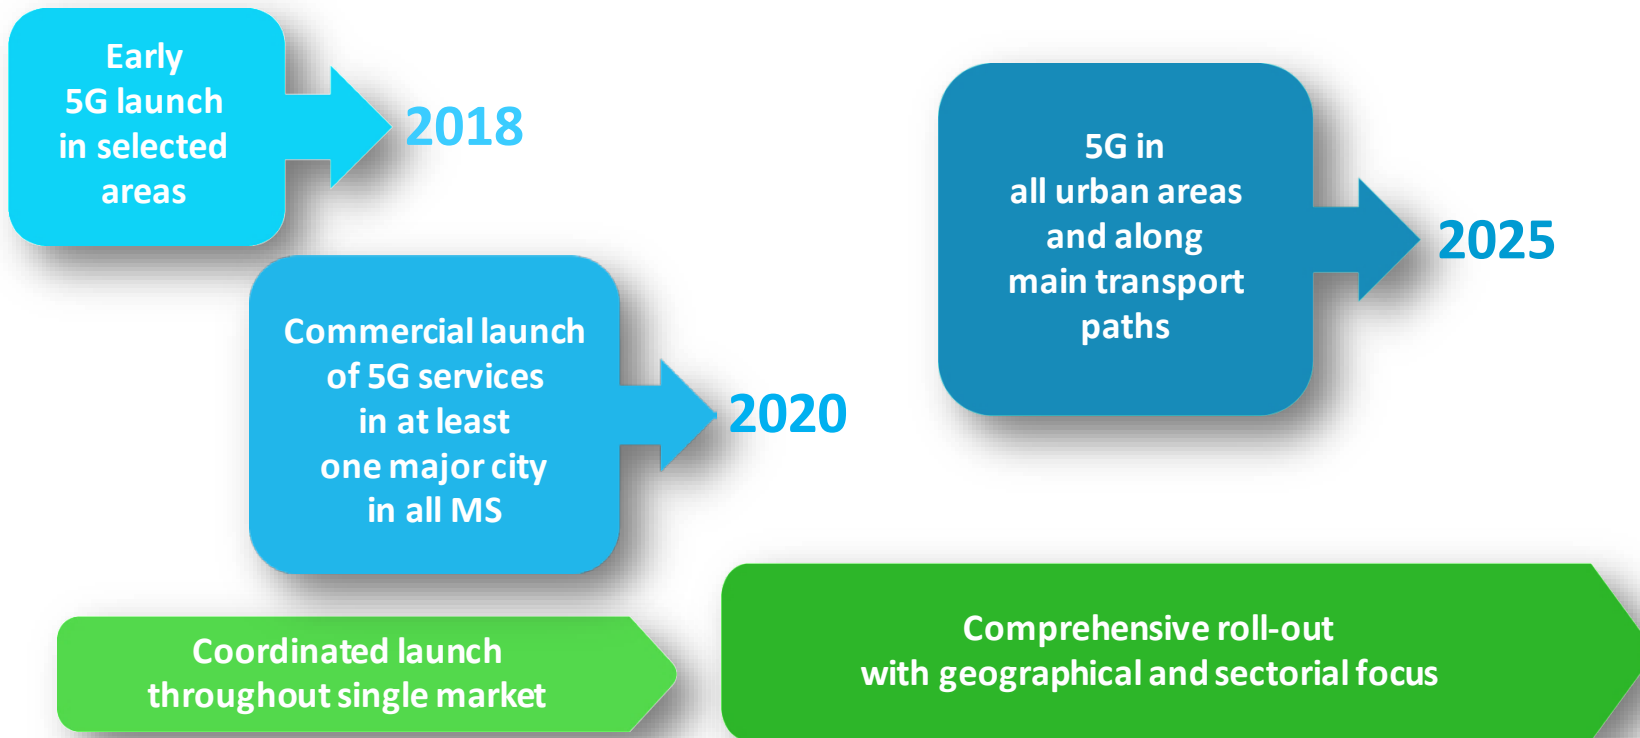 Early
5G launch
in selected
areas
2018
Commercial launch
of 5G services
in at least
one major city
in all MS
2020
5G in
all urban areas
and along
main transport
paths
2025
Coordinated launch
throughout single market
Comprehensive roll-out
with geographical and sectorial focus